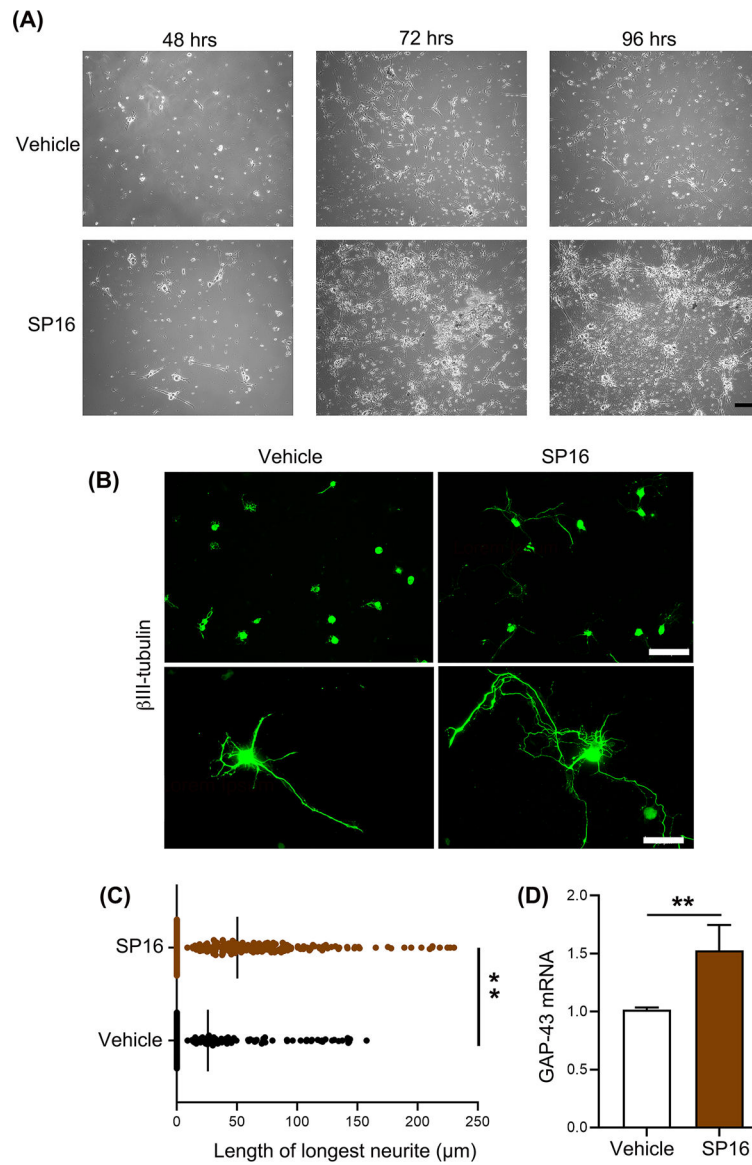 (A)
48 hrs 72 hrs 96 hrs
Vehicle
SP16
(B)
Vehicle SP16
βIII-tubulin
(C)
SP16
Vehicle
**
0 50 100 150 200 250
Length of longest neurite (µm)
(D)
GAP-43 mRNA
2.0
1.5
1.0
0.5
0.0
**
Vehicle SP16